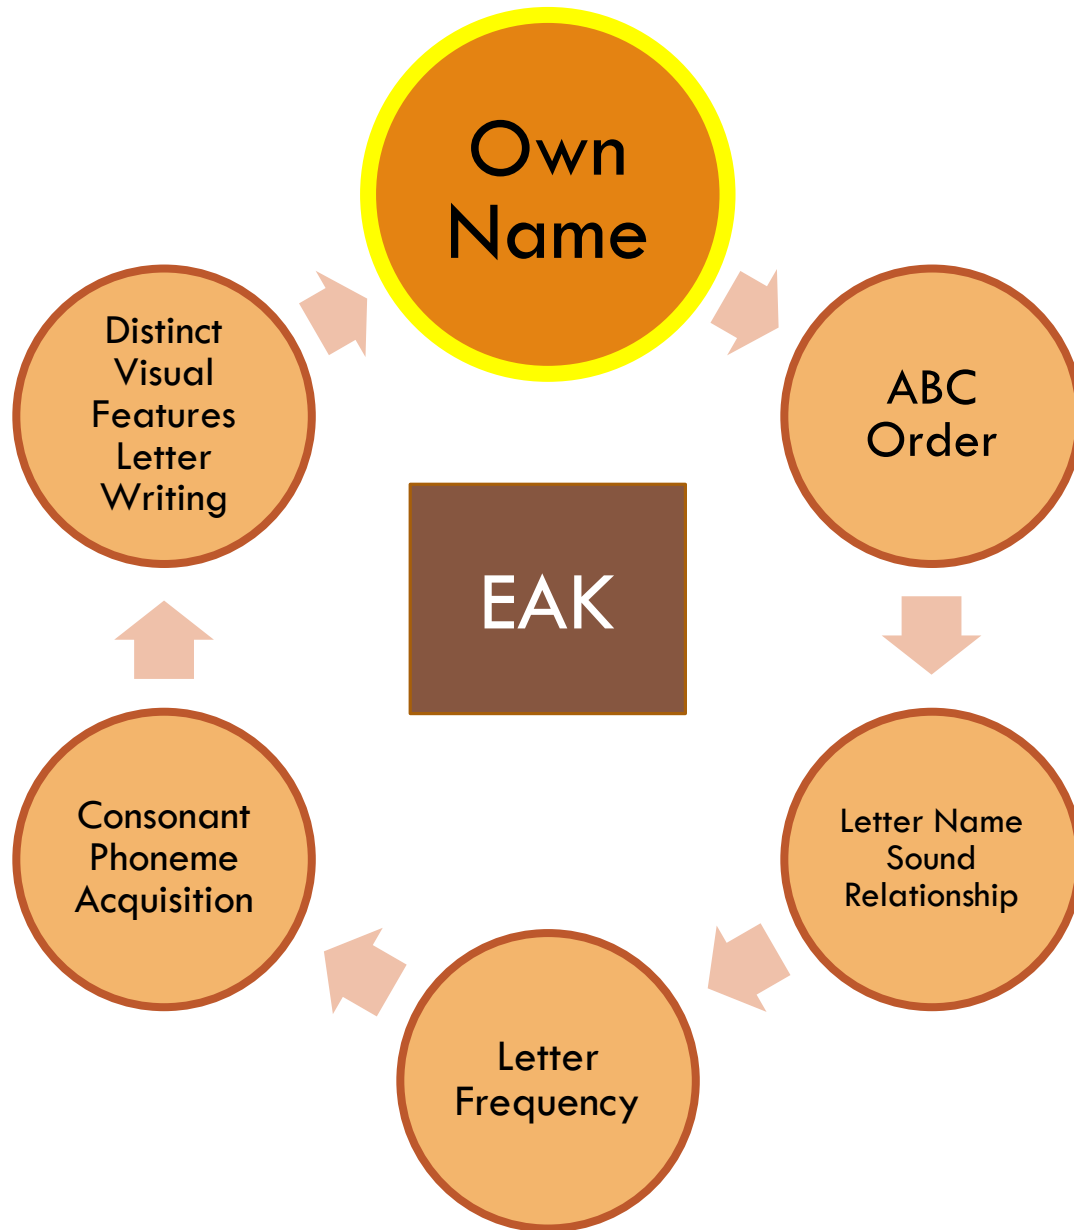 Own
Name
ABC
Order
Letter Name
Sound
Relationship
Letter
Frequency
Consonant
Phoneme
Acquisition
Distinct
Visual
Features
Letter
Writing
EAK